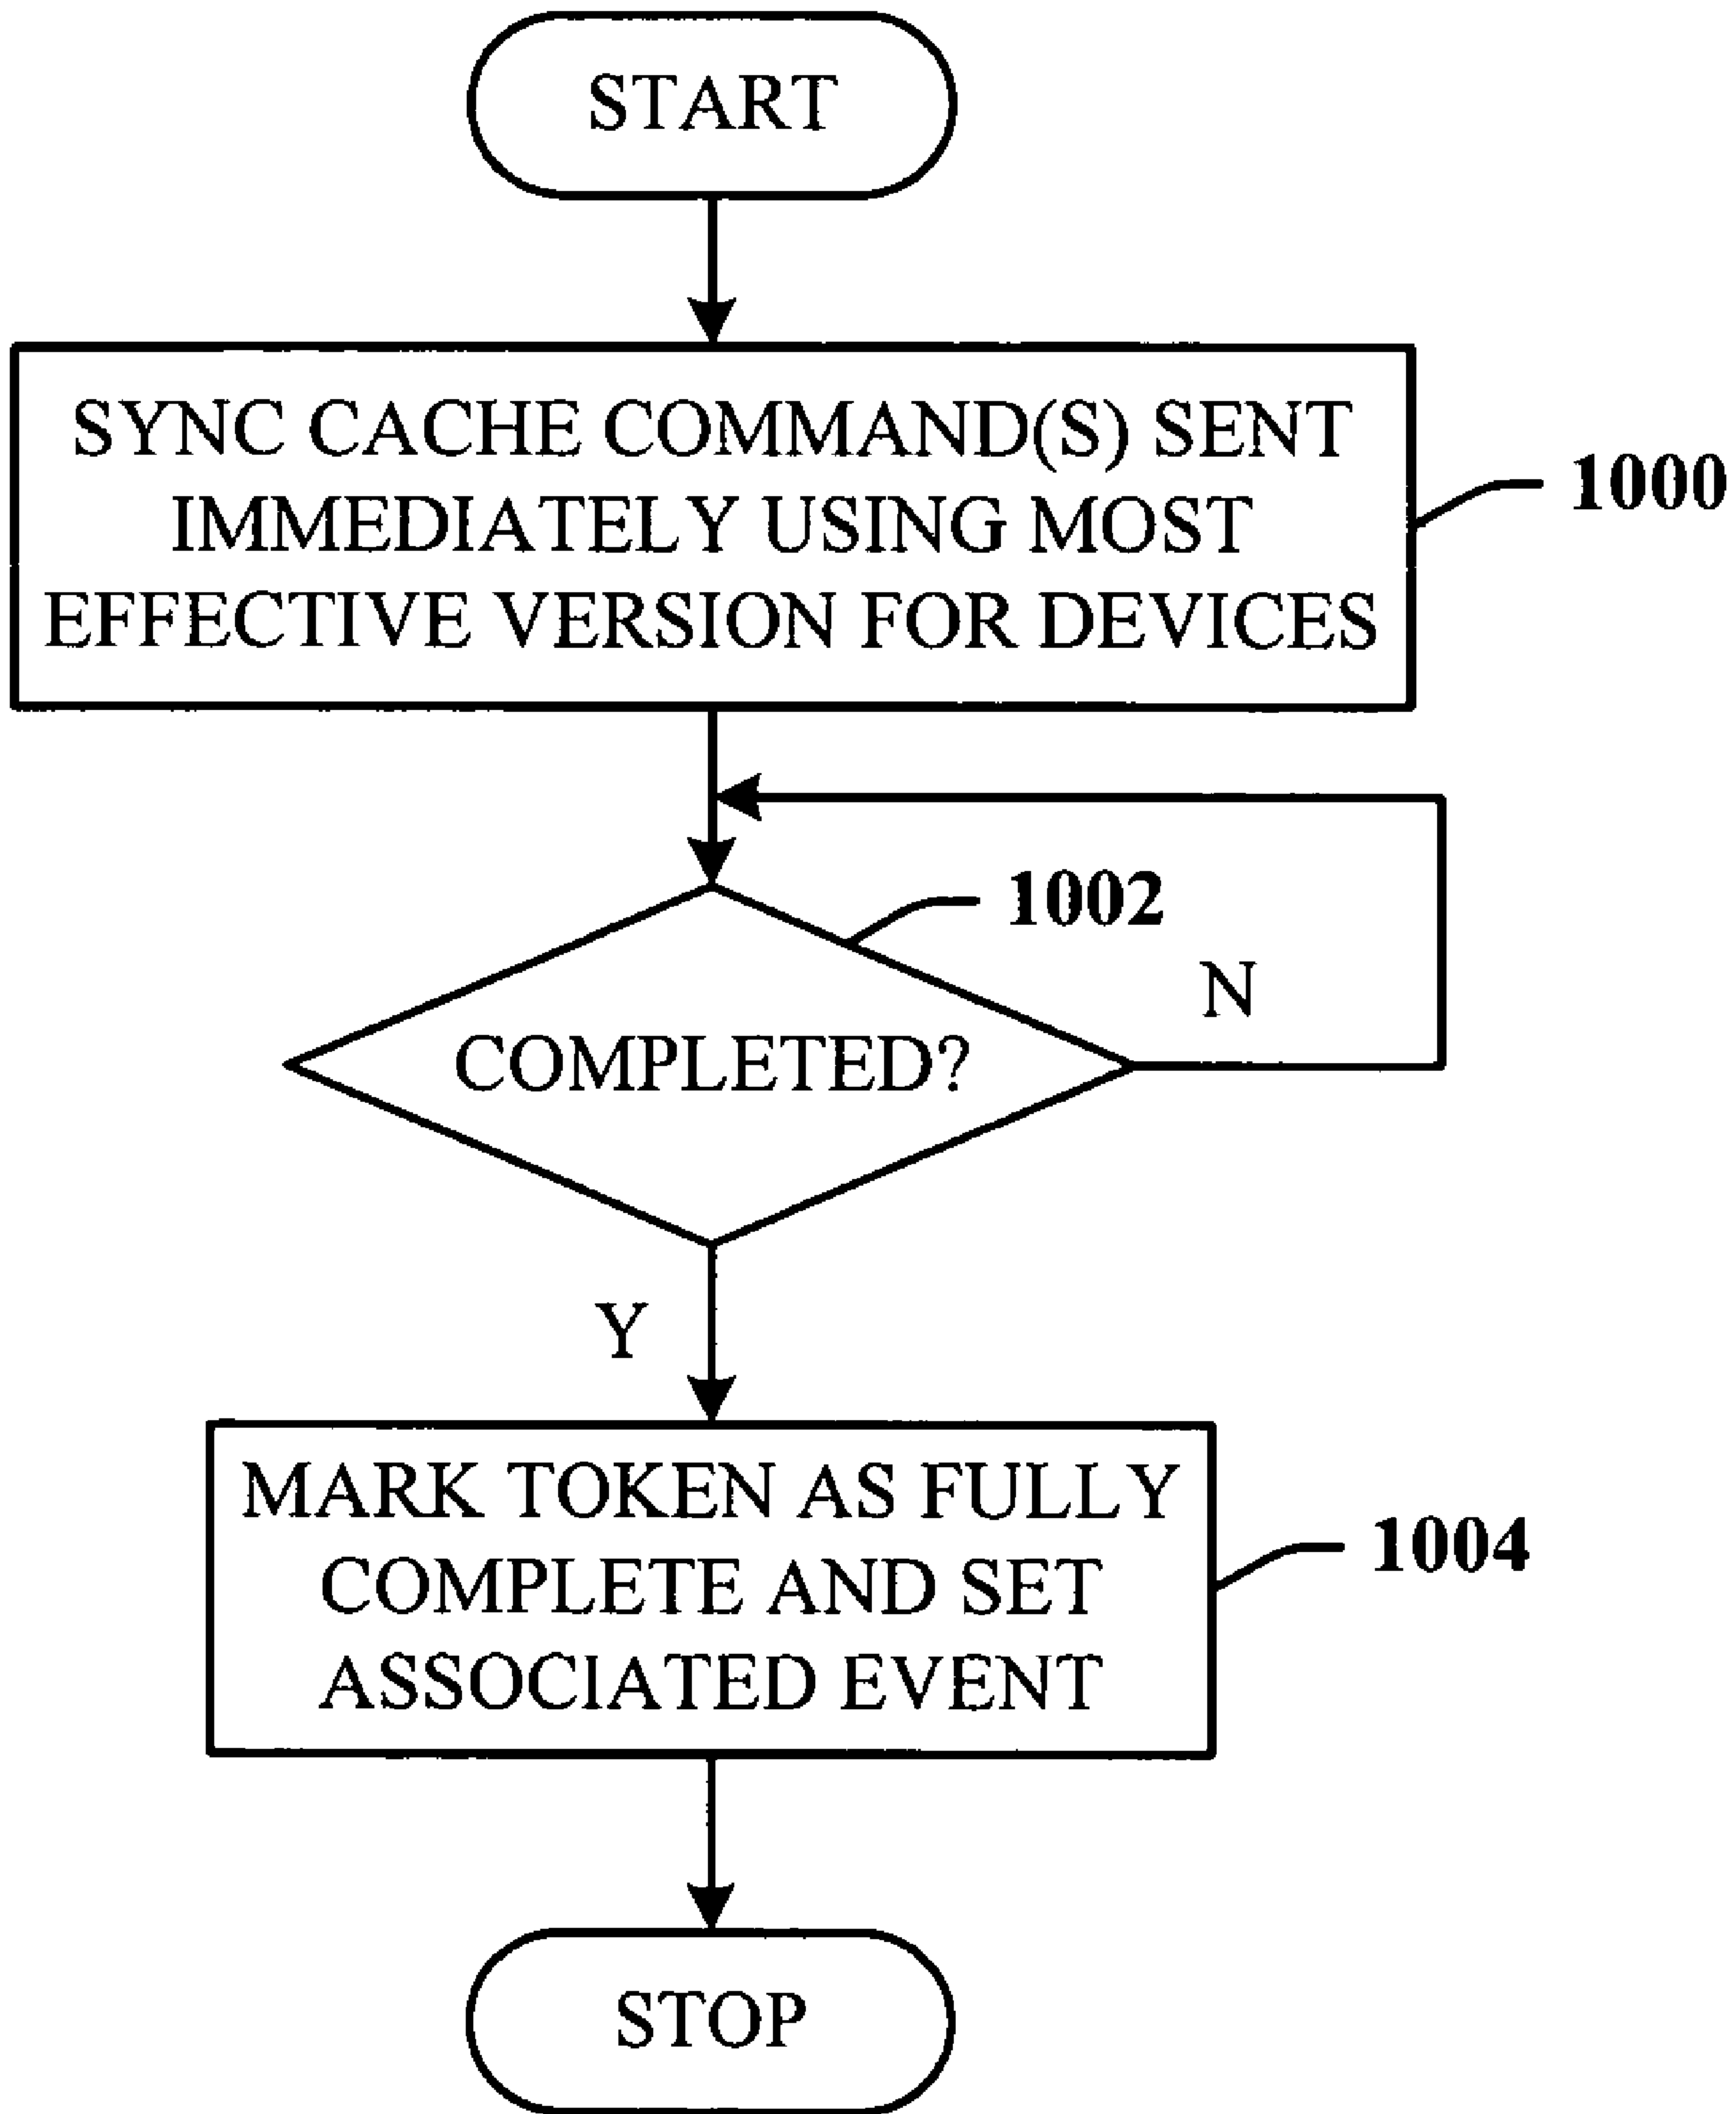 START
SYNC CACHE COMMAND(S) SENT
IMMEDIATELY USING MOST
EFFECTIVE VERSION FOR DEVICES
1000
1002
N
COMPLETED?
Y
MARK TOKEN AS FULLY
COMPLETE AND SET
ASSOCIATED EVENT
1004
STOP